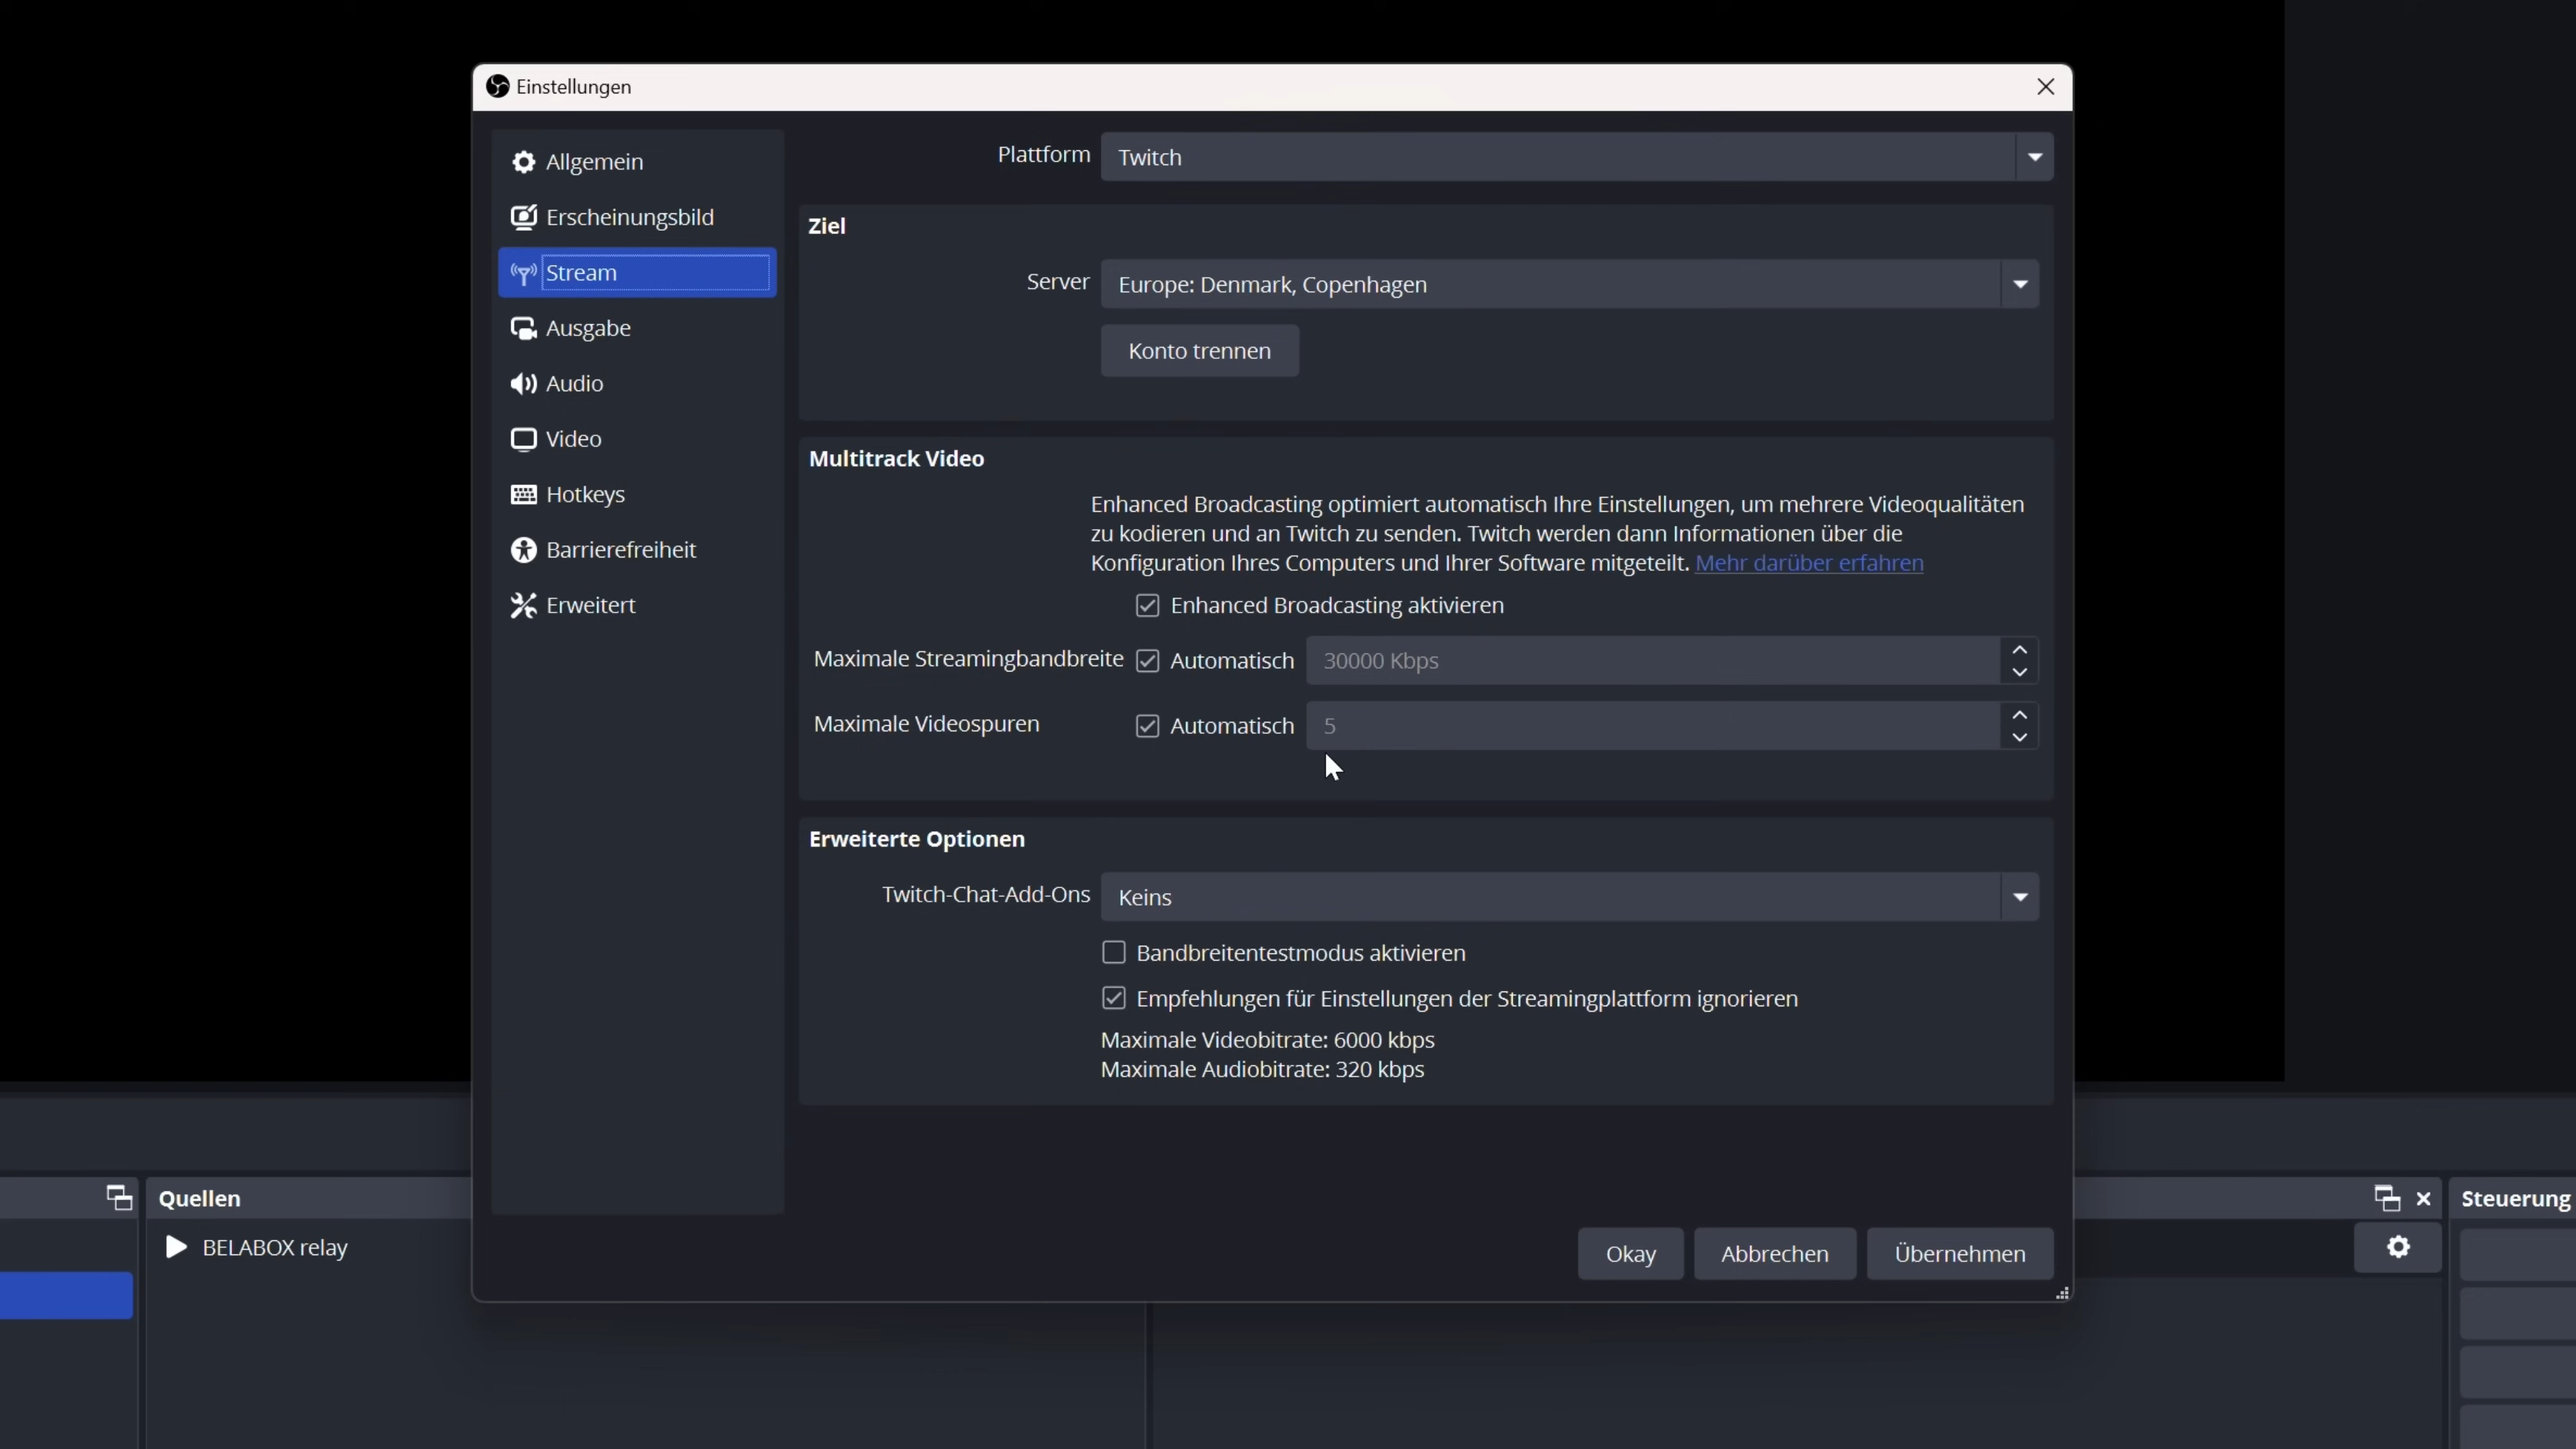 Einstellungen
Allgemein
Erscheinungsbild
Stream
Ausgabe
Audio
Video
Hotkeys
Barrierefreiheit
Erweitert
Plattform Twitch
Ziel
Server Europe: Denmark, Copenhagen
Konto trennen
Multitrack Video
Enhanced Broadcasting optimiert automatisch Ihre Einstellungen, um mehrere Videoqualitäten
zu kodieren und an Twitch zu senden. Twitch werden dann Informationen über die
Konfiguration Ihres Computers und Ihrer Software mitgeteilt. Mehr darüber erfahren
Enhanced Broadcasting aktivieren
Maximale Streamingbandbreite Automatisch 30000 Kbps
Maximale Videospuren Automatisch 5
Erweiterte Optionen
Twitch-Chat-Add-Ons Keins
Bandbreitentestmodus aktivieren
Empfehlungen für Einstellungen der Streamingplattform ignorieren
Maximale Videobitrate: 6000 kbps
Maximale Audiobitrate: 320 kbps
Okay Abbrechen Übernehmen
Quellen
BELABOX relay
Steuerung